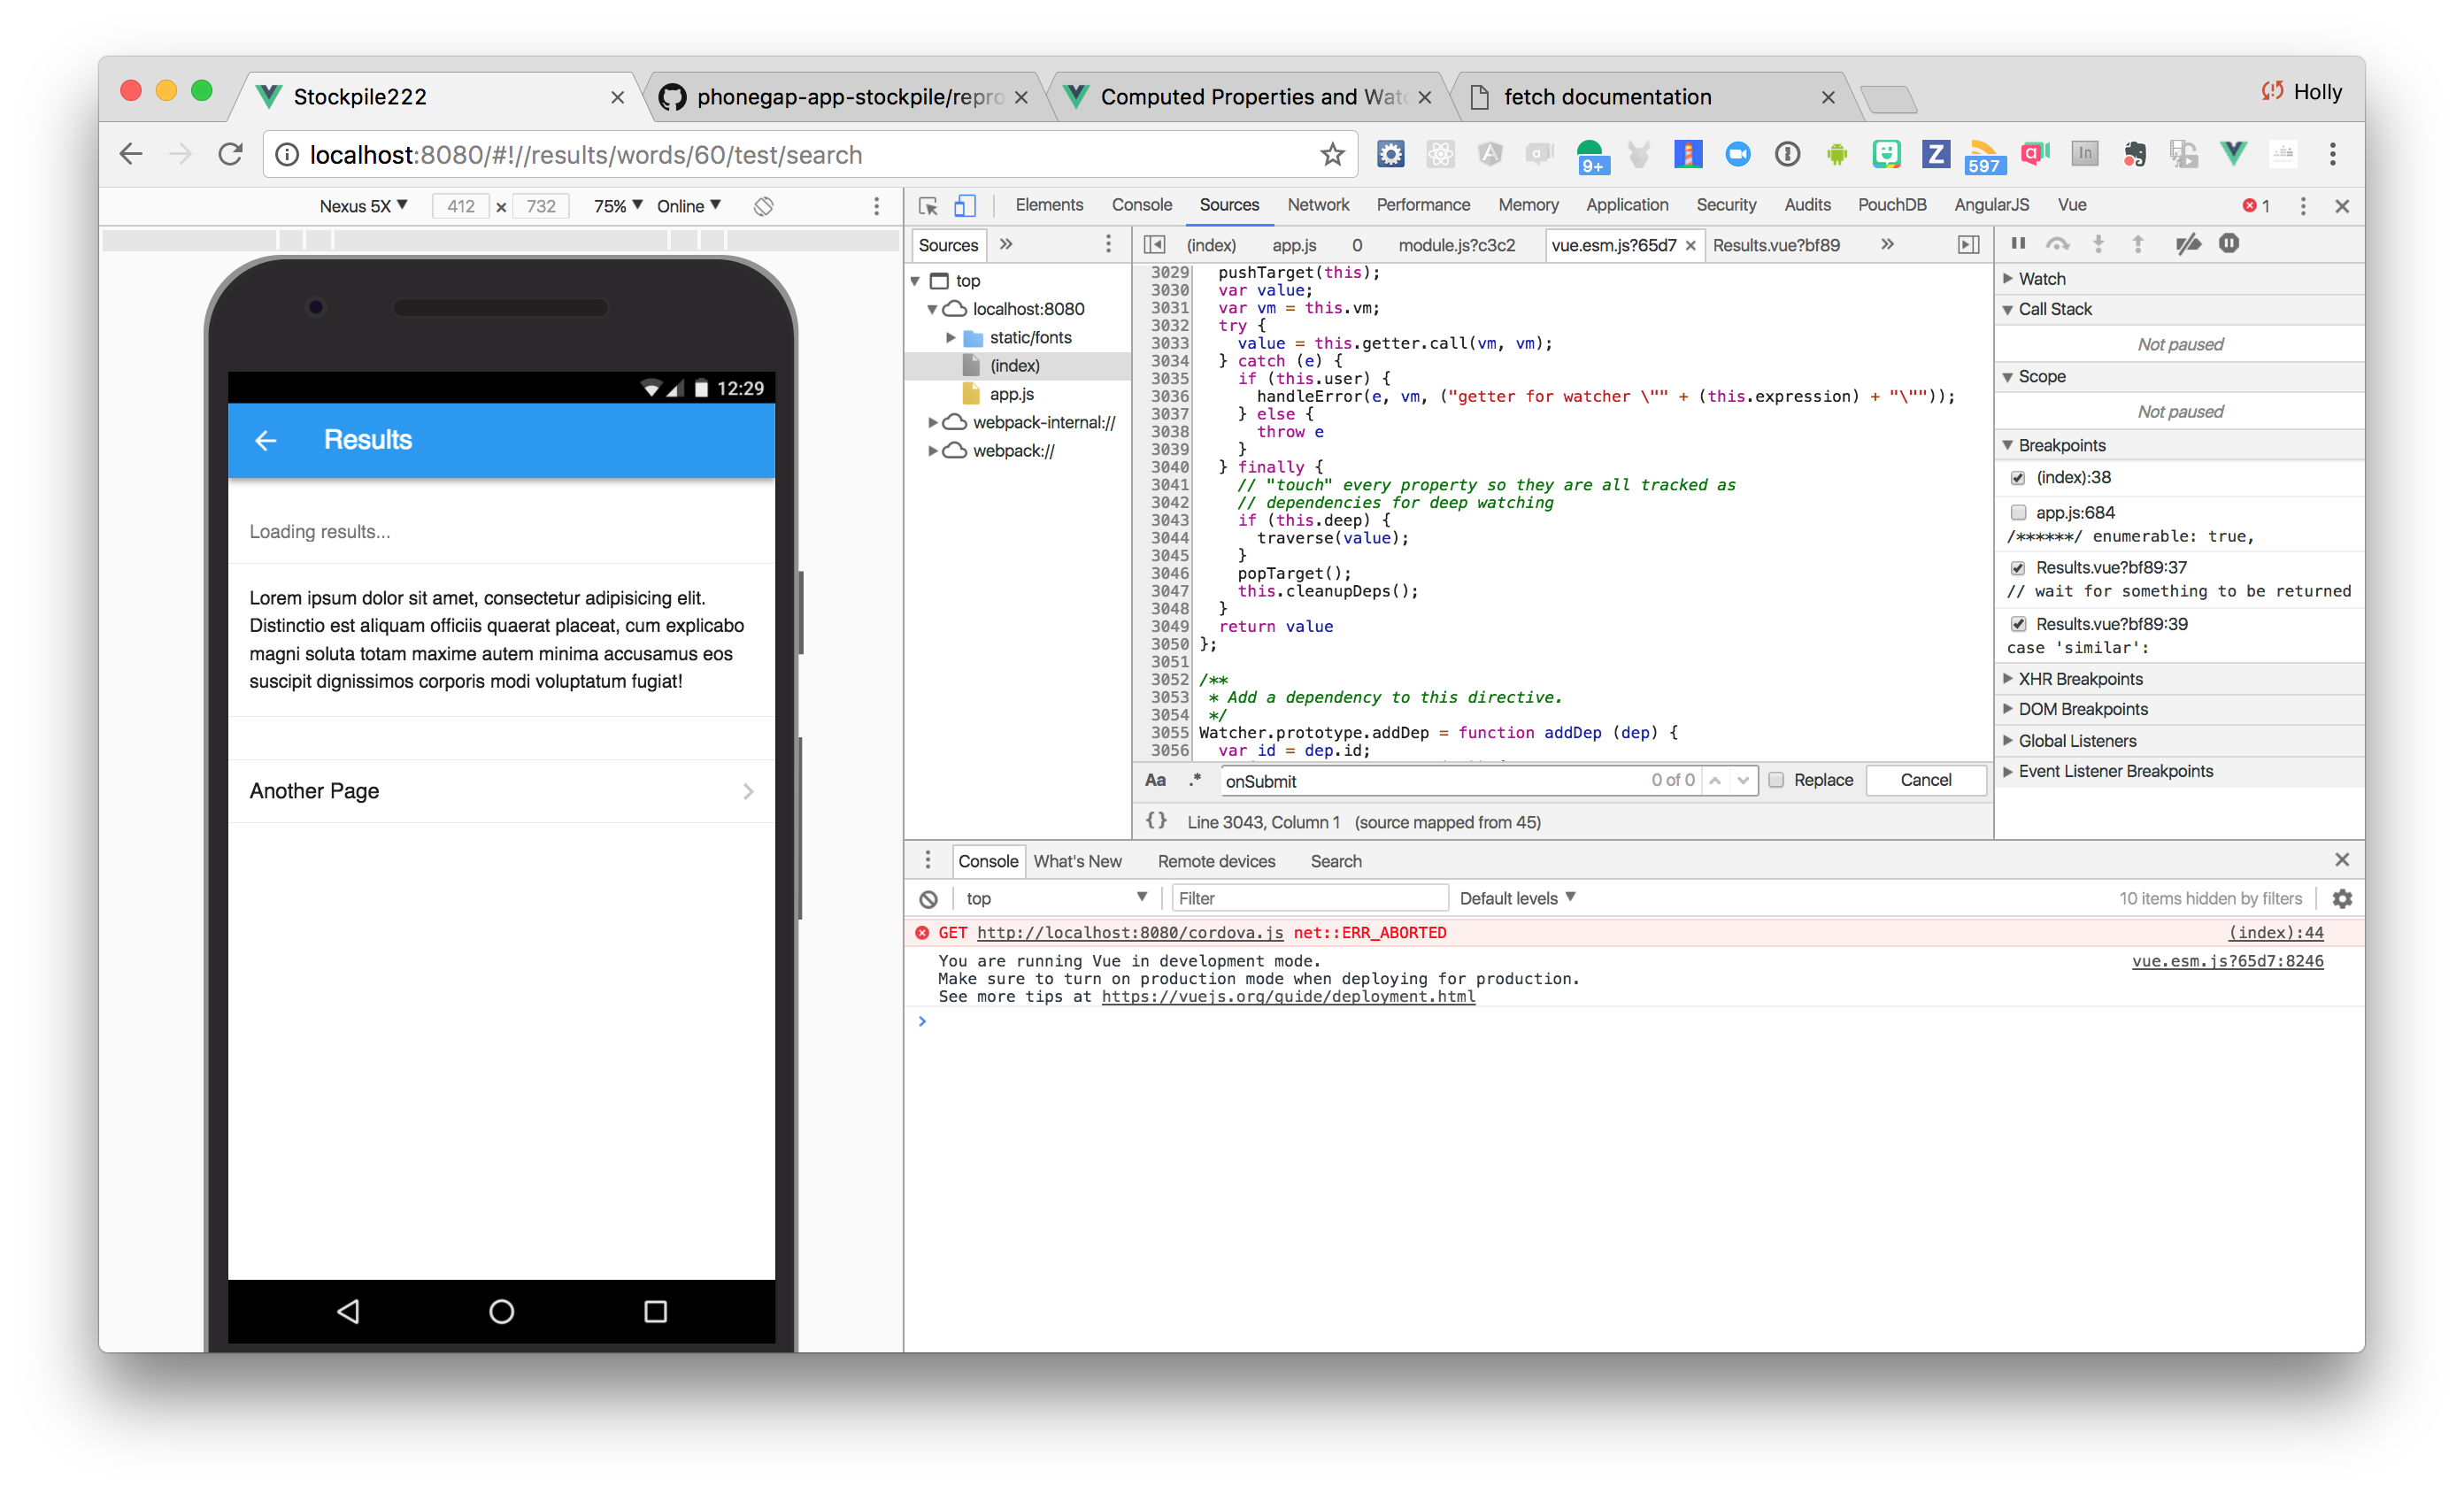 Stockpile222
phonegap-app-stockpile/repro
Computed Properties and Watc
fetch documentation
Holly
localhost:8080/#!//results/words/60/test/search
9+
597
Nexus 5X
412 × 732
75%
Online
Elements
Console
Sources
Network
Performance
Memory
Application
Security
Audits
PouchDB
AngularJS
Vue
1
12:29
Results
Loading results...
Lorem ipsum dolor sit amet, consectetur adipisicing elit.
Distinctio est aliquam officiis quaerat placeat, cum explicabo
magni soluta totam maxime autem minima accusamus eos
suscipit dignissimos corporis modi voluptatum fugiat!
Another Page
Sources
top
localhost:8080
static/fonts
(index)
app.js
webpack-internal://
webpack://
(index)
app.js
0
module.js?c3c2
vue.esm.js?65d7
Results.vue?bf89
3029 pushTarget(this);
3030 var value;
3031 var vm = this.vm;
3032 try {
3033 value = this.getter.call(vm, vm);
3034 } catch (e) {
3035 if (this.user) {
3036 handleError(e, vm, ("getter for watcher \"" + (this.expression) + "\""));
3037 } else {
3038 throw e
3039 }
3040 } finally {
3041 // "touch" every property so they are all tracked as
3042 // dependencies for deep watching
3043 if (this.deep) {
3044 traverse(value);
3045 }
3046 popTarget();
3047 this.cleanupDeps();
3048 }
3049 return value
3050 };
3051
3052 /**
3053 * Add a dependency to this directive.
3054 */
3055 Watcher.prototype.addDep = function addDep (dep) {
3056 var id = dep.id;
Aa .* onSubmit 0 of 0 Replace Cancel
{} Line 3043, Column 1 (source mapped from 45)
Watch
Call Stack
Not paused
Scope
Not paused
Breakpoints
(index):38
app.js:684
/******/ enumerable: true,
Results.vue?bf89:37
// wait for something to be returned
Results.vue?bf89:39
case 'similar':
XHR Breakpoints
DOM Breakpoints
Global Listeners
Event Listener Breakpoints
Console
What's New
Remote devices
Search
top
Filter
Default levels
10 items hidden by filters
GET http://localhost:8080/cordova.js net::ERR_ABORTED (index):44
You are running Vue in development mode. vue.esm.js?65d7:8246
Make sure to turn on production mode when deploying for production.
See more tips at https://vuejs.org/guide/deployment.html